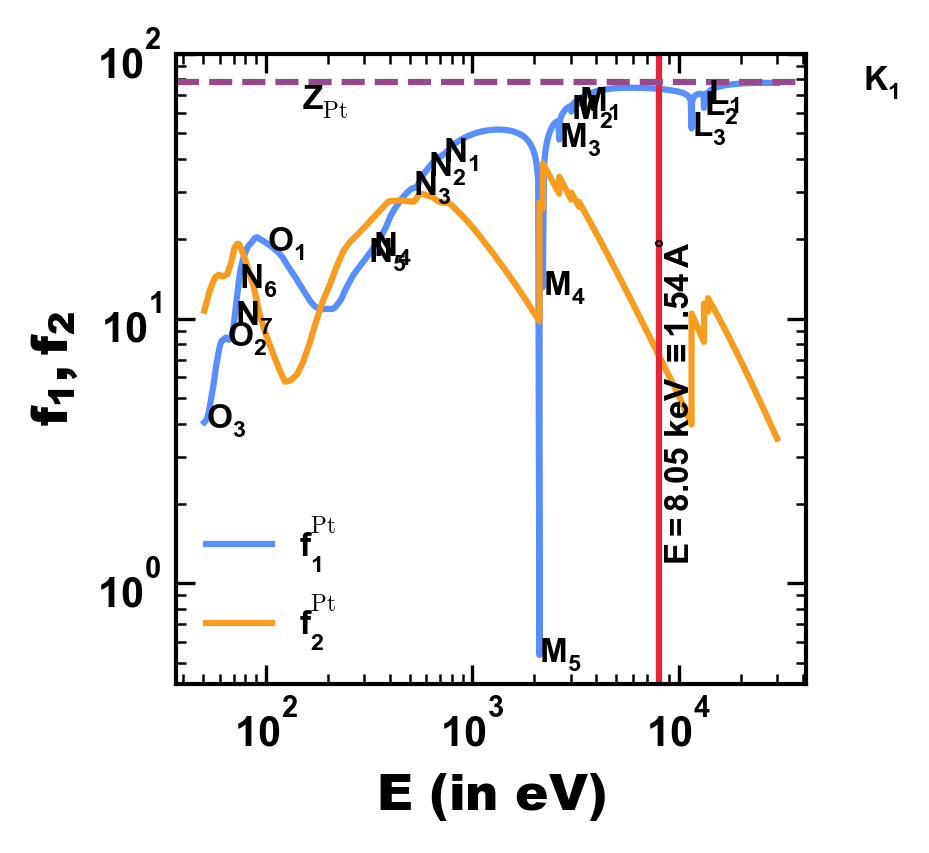 10²
K₁
Z_Pt
M₁
M₂
M₃
L₁
L₂
L₃
N₁
N₂
N₃
O₁
N₄
N₅
N₆
M₄
N₇
O₂
10¹
f₁, f₂
O₃
E = 8.05 keV ≡ 1.54 Å
f₁^Pt
10⁰
f₂^Pt
M₅
10² 10³ 10⁴
E (in eV)